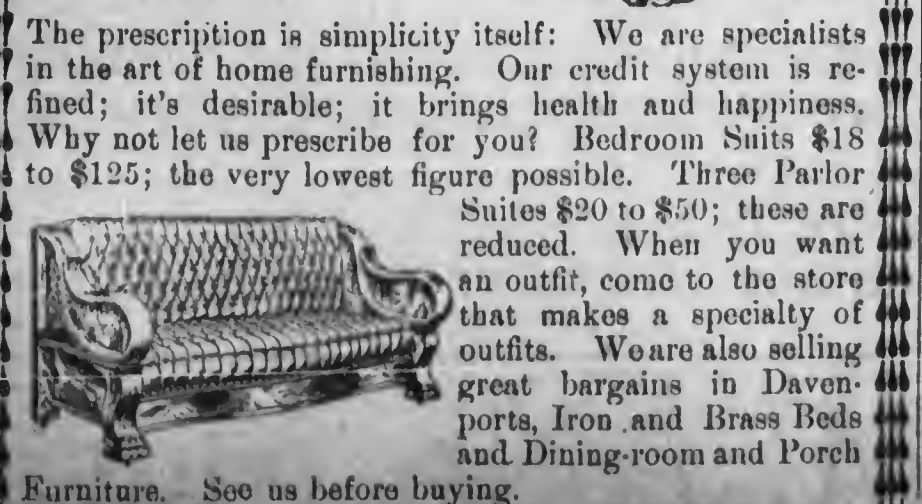 The prescription is simplicity itself: We are specialists
in the art of home furnishing. Our credit system is re-
fined; it's desirable; it brings health and happiness.
Why not let us prescribe for you? Bedroom Suits $18
to $125; the very lowest figure possible. Three Parlor
Suites $20 to $50; these are
reduced. When you want
an outfit, come to the store
that makes a specialty of
outfits. We are also selling
great bargains in Daven-
ports, Iron and Brass Beds
and Dining-room and Porch
Furniture. See us before buying.